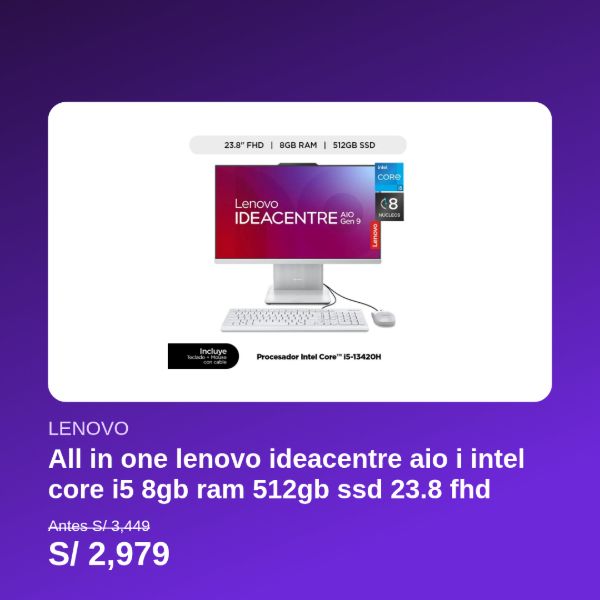 23.8" FHD | 8GB RAM | 512GB SSD
intel
CORE
i5
Lenovo
IDEACENTRE AIO Gen 9
8
NÚCLEOS
Lenovo
Incluye
Teclado + Mouse
con cable
Procesador Intel Core™ i5-13420H
LENOVO
All in one lenovo ideacentre aio i intel
core i5 8gb ram 512gb ssd 23.8 fhd
Antes S/ 3,449
S/ 2,979